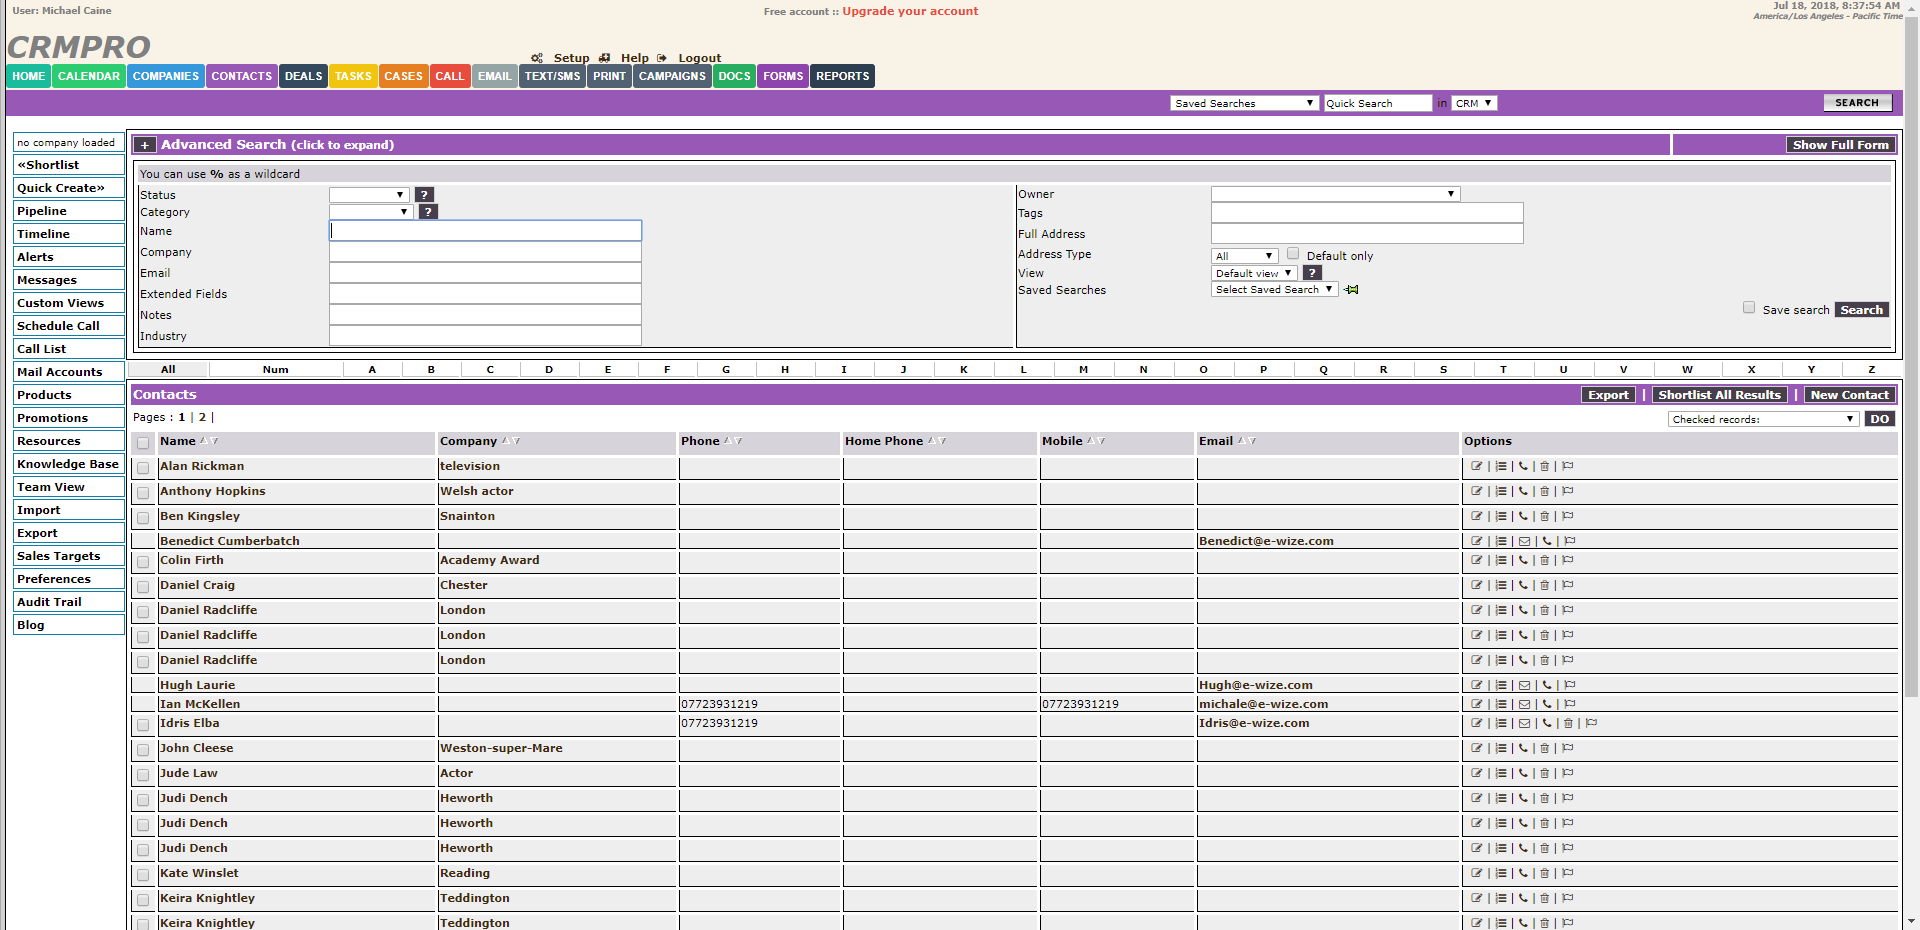 User: Michael Caine
Free account :: Upgrade your account
Jul 18, 2018, 8:37:54 AM
America/Los Angeles - Pacific Time
CRMPRO
Setup Help Logout
HOME CALENDAR COMPANIES CONTACTS DEALS TASKS CASES CALL EMAIL TEXT/SMS PRINT CAMPAIGNS DOCS FORMS REPORTS
Saved Searches Quick Search in CRM SEARCH
no company loaded
«Shortlist
Quick Create»
Pipeline
Timeline
Alerts
Messages
Custom Views
Schedule Call
Call List
Mail Accounts
Products
Promotions
Resources
Knowledge Base
Team View
Import
Export
Sales Targets
Preferences
Audit Trail
Blog
+ Advanced Search (click to expand) Show Full Form
You can use % as a wildcard
Status ?
Category ?
Name
Company
Email
Extended Fields
Notes
Industry
Owner
Tags
Full Address
Address Type All Default only
View Default view ?
Saved Searches Select Saved Search
Save search Search
All Num A B C D E F G H I J K L M N O P Q R S T U V W X Y Z
Contacts Export | Shortlist All Results | New Contact
Pages : 1 | 2 |
Checked records: DO
Name Company Phone Home Phone Mobile Email Options
Alan Rickman television
Anthony Hopkins Welsh actor
Ben Kingsley Snainton
Benedict Cumberbatch Benedict@e-wize.com
Colin Firth Academy Award
Daniel Craig Chester
Daniel Radcliffe London
Daniel Radcliffe London
Daniel Radcliffe London
Hugh Laurie Hugh@e-wize.com
Ian McKellen 07723931219 07723931219 michale@e-wize.com
Idris Elba 07723931219 Idris@e-wize.com
John Cleese Weston-super-Mare
Jude Law Actor
Judi Dench Heworth
Judi Dench Heworth
Judi Dench Heworth
Kate Winslet Reading
Keira Knightley Teddington
Keira Knightley Teddington